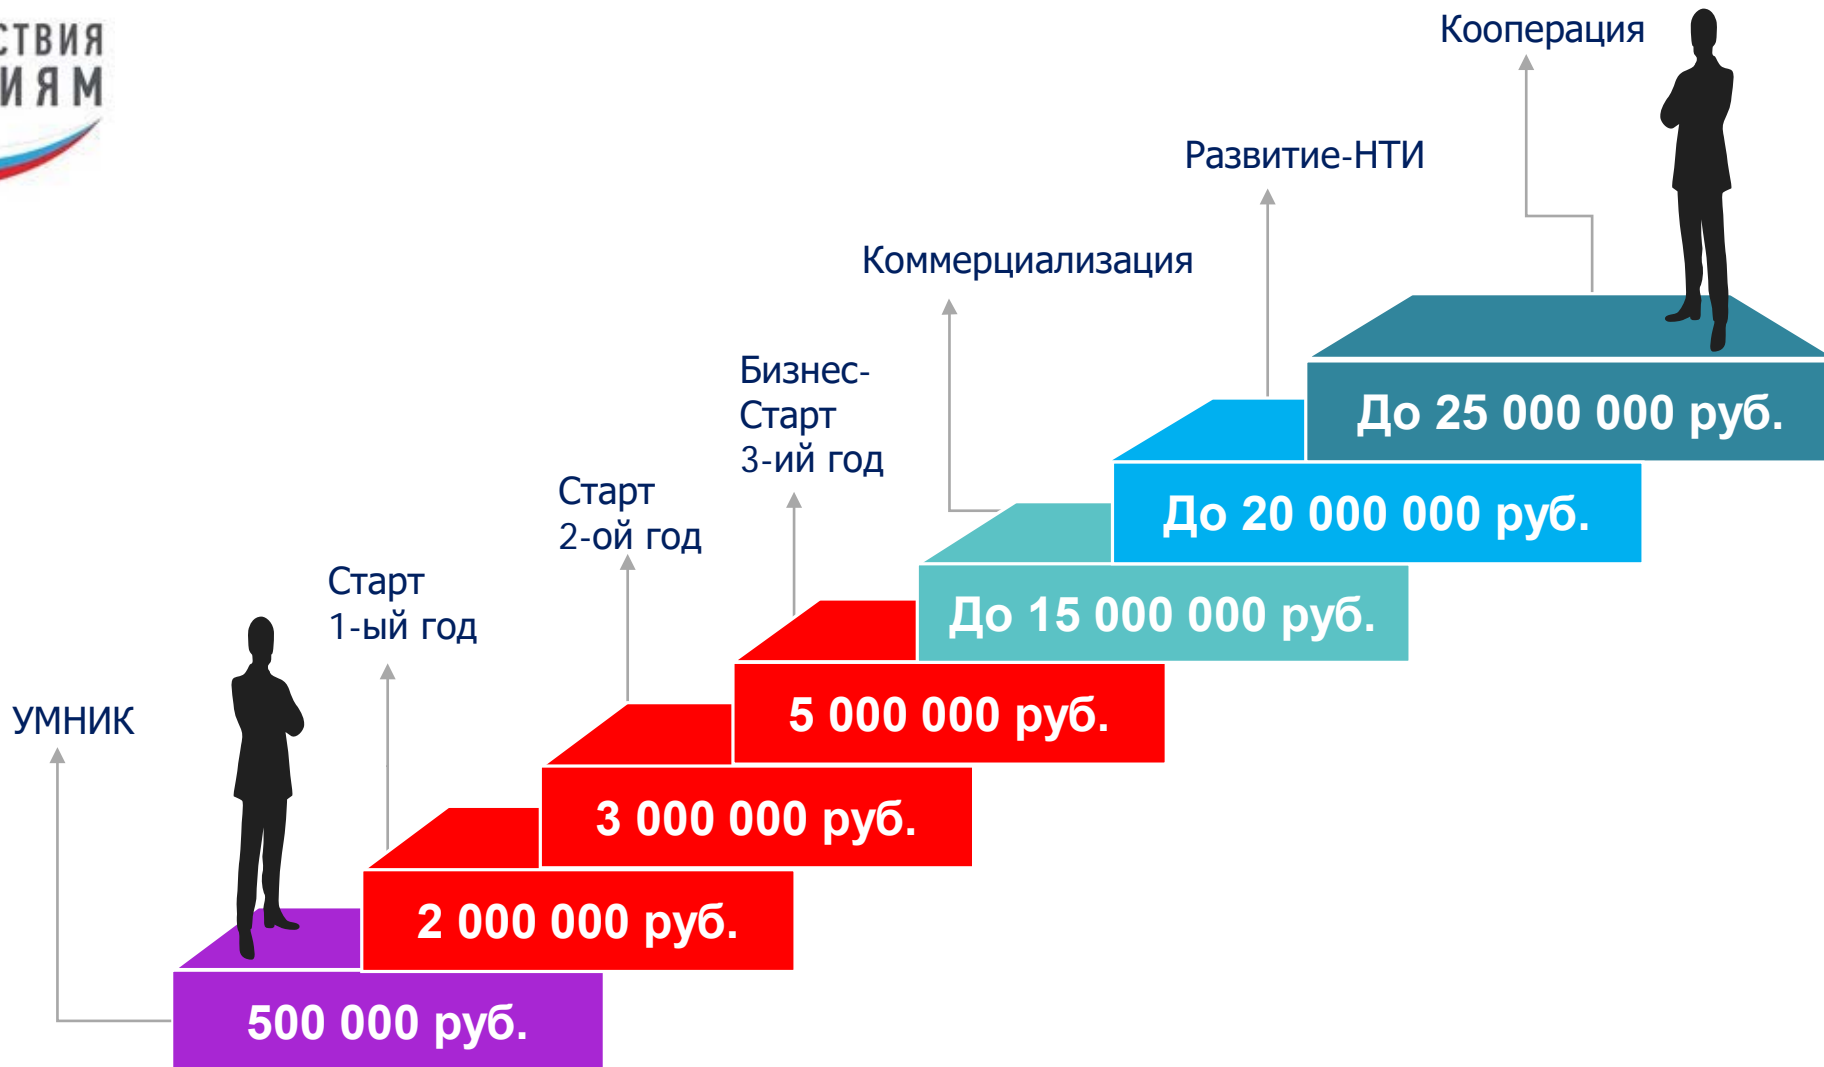 Кооперация
Развитие-НТИ
Коммерциализация
Бизнес-
Старт
3-ий год
Старт
2-ой год
Старт
1-ый год
УМНИК
До 25 000 000 руб.
До 20 000 000 руб.
До 15 000 000 руб.
5 000 000 руб.
3 000 000 руб.
2 000 000 руб.
500 000 руб.